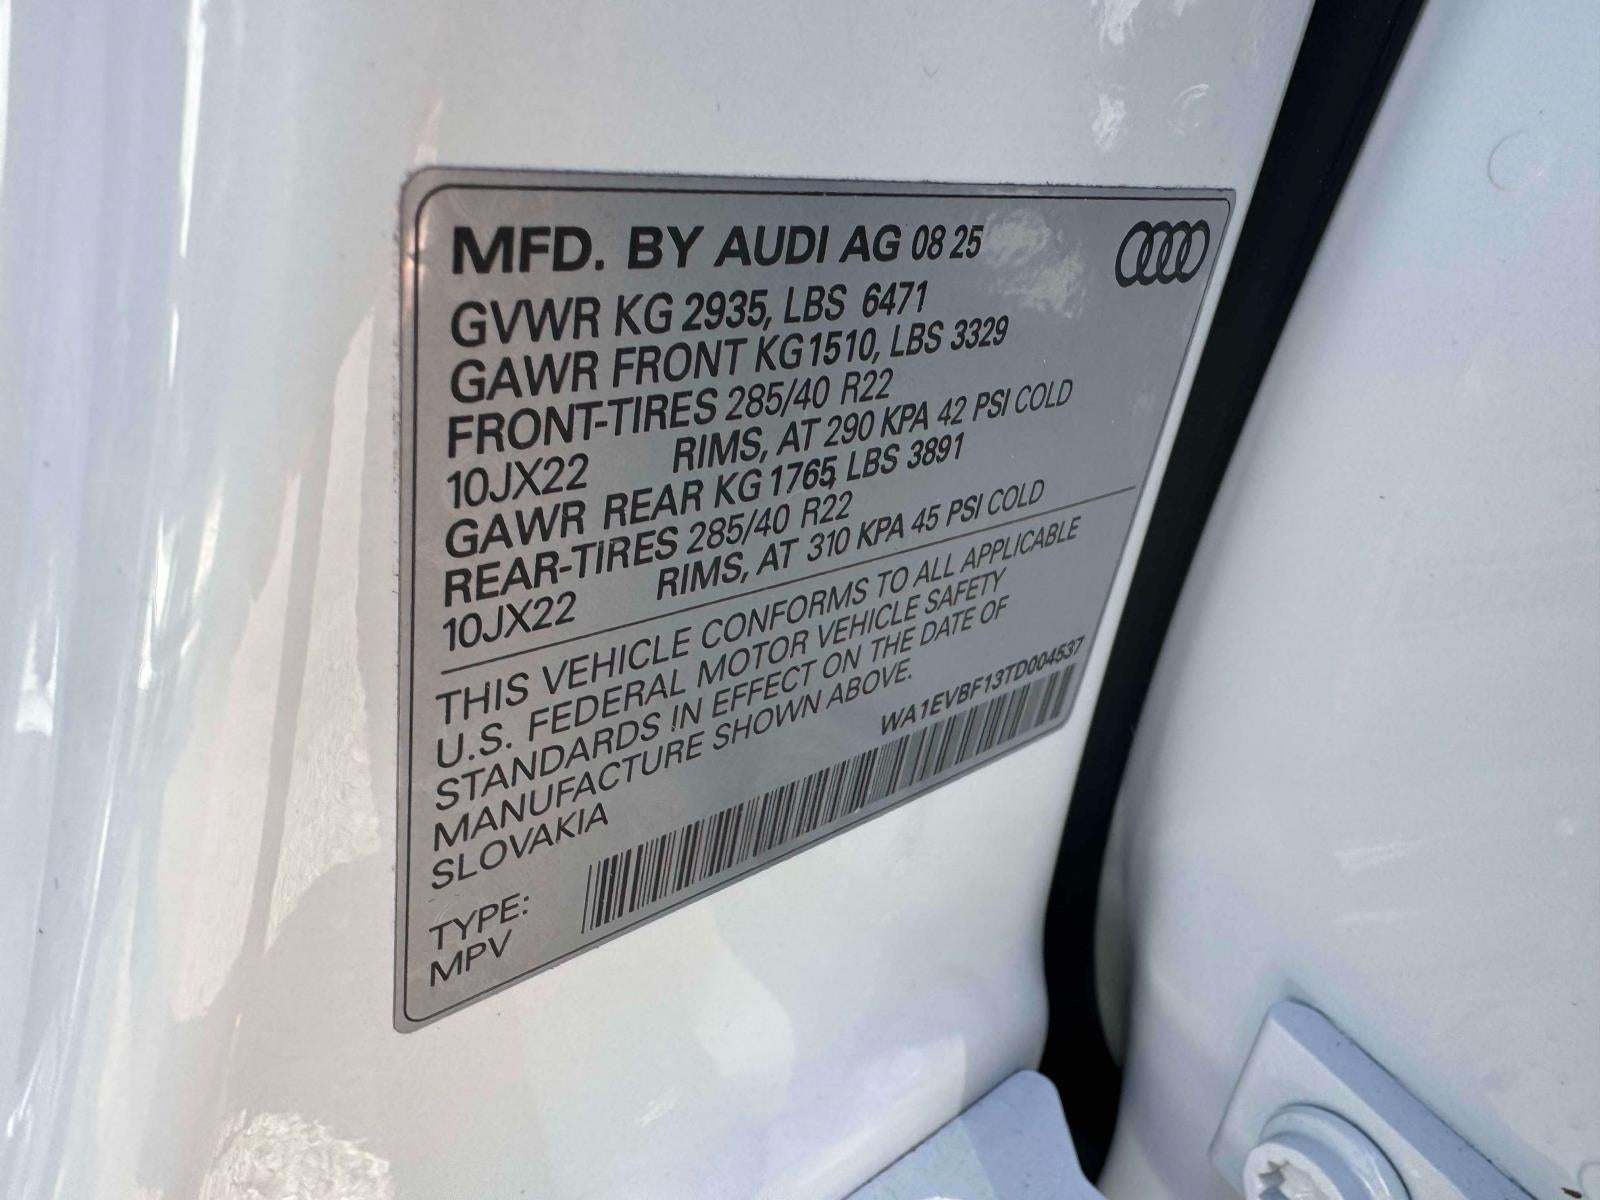 MFD. BY AUDI AG 08 25
GVWR KG 2935, LBS 6471
GAWR FRONT KG 1510, LBS 3329
FRONT-TIRES 285/40 R22
10JX22 RIMS, AT 290 KPA 42 PSI COLD
GAWR REAR KG 1765, LBS 3891
REAR-TIRES 285/40 R22
10JX22 RIMS, AT 310 KPA 45 PSI COLD
THIS VEHICLE CONFORMS TO ALL APPLICABLE
U.S. FEDERAL MOTOR VEHICLE SAFETY
STANDARDS IN EFFECT ON THE DATE OF
MANUFACTURE SHOWN ABOVE.
SLOVAKIA
WA1EVBF13TD004537
TYPE:
MPV